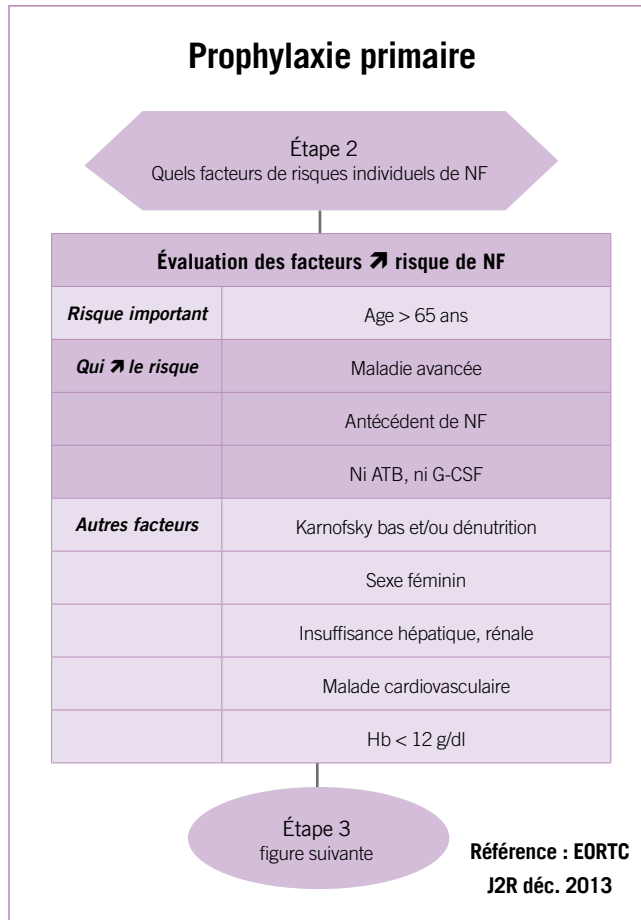 Prophylaxie primaire
Étape 2
Quels facteurs de risques individuels de NF
Évaluation des facteurs ↗ risque de NF
Risque important
Age > 65 ans
Qui ↗ le risque
Maladie avancée
Antécédent de NF
Ni ATB, ni G-CSF
Autres facteurs
Karnofsky bas et/ou dénutrition
Sexe féminin
Insuffisance hépatique, rénale
Malade cardiovasculaire
Hb < 12 g/dl
Étape 3
figure suivante
Référence : EORTC
J2R déc. 2013